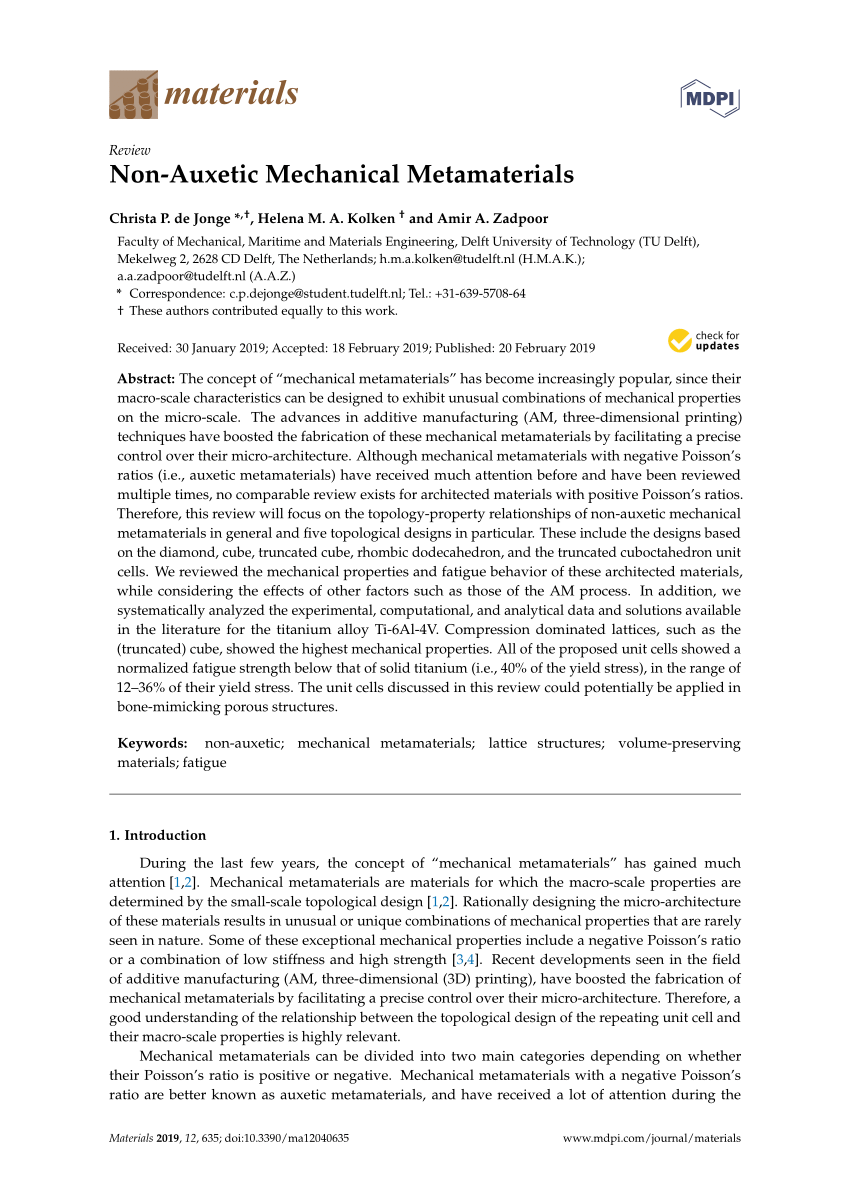 materials
MDPI
Review
Non-Auxetic Mechanical Metamaterials
Christa P. de Jonge *,†, Helena M. A. Kolken † and Amir A. Zadpoor
Faculty of Mechanical, Maritime and Materials Engineering, Delft University of Technology (TU Delft),
Mekelweg 2, 2628 CD Delft, The Netherlands; h.m.a.kolken@tudelft.nl (H.M.A.K.);
a.a.zadpoor@tudelft.nl (A.A.Z.)
* Correspondence: c.p.dejonge@student.tudelft.nl; Tel.: +31-639-5708-64
† These authors contributed equally to this work.
check for
updates
Received: 30 January 2019; Accepted: 18 February 2019; Published: 20 February 2019
Abstract: The concept of “mechanical metamaterials” has become increasingly popular, since their
macro-scale characteristics can be designed to exhibit unusual combinations of mechanical properties
on the micro-scale. The advances in additive manufacturing (AM, three-dimensional printing)
techniques have boosted the fabrication of these mechanical metamaterials by facilitating a precise
control over their micro-architecture. Although mechanical metamaterials with negative Poisson’s
ratios (i.e., auxetic metamaterials) have received much attention before and have been reviewed
multiple times, no comparable review exists for architected materials with positive Poisson’s ratios.
Therefore, this review will focus on the topology-property relationships of non-auxetic mechanical
metamaterials in general and five topological designs in particular. These include the designs based
on the diamond, cube, truncated cube, rhombic dodecahedron, and the truncated cuboctahedron unit
cells. We reviewed the mechanical properties and fatigue behavior of these architected materials,
while considering the effects of other factors such as those of the AM process. In addition, we
systematically analyzed the experimental, computational, and analytical data and solutions available
in the literature for the titanium alloy Ti-6Al-4V. Compression dominated lattices, such as the
(truncated) cube, showed the highest mechanical properties. All of the proposed unit cells showed a
normalized fatigue strength below that of solid titanium (i.e., 40% of the yield stress), in the range of
12–36% of their yield stress. The unit cells discussed in this review could potentially be applied in
bone-mimicking porous structures.
Keywords: non-auxetic; mechanical metamaterials; lattice structures; volume-preserving
materials; fatigue
1. Introduction
During the last few years, the concept of “mechanical metamaterials” has gained much
attention [1,2]. Mechanical metamaterials are materials for which the macro-scale properties are
determined by the small-scale topological design [1,2]. Rationally designing the micro-architecture
of these materials results in unusual or unique combinations of mechanical properties that are rarely
seen in nature. Some of these exceptional mechanical properties include a negative Poisson’s ratio
or a combination of low stiffness and high strength [3,4]. Recent developments seen in the field
of additive manufacturing (AM, three-dimensional (3D) printing), have boosted the fabrication of
mechanical metamaterials by facilitating a precise control over their micro-architecture. Therefore, a
good understanding of the relationship between the topological design of the repeating unit cell and
their macro-scale properties is highly relevant.
Mechanical metamaterials can be divided into two main categories depending on whether
their Poisson’s ratio is positive or negative. Mechanical metamaterials with a negative Poisson’s
ratio are better known as auxetic metamaterials, and have received a lot of attention during the
Materials 2019, 12, 635; doi:10.3390/ma12040635
www.mdpi.com/journal/materials